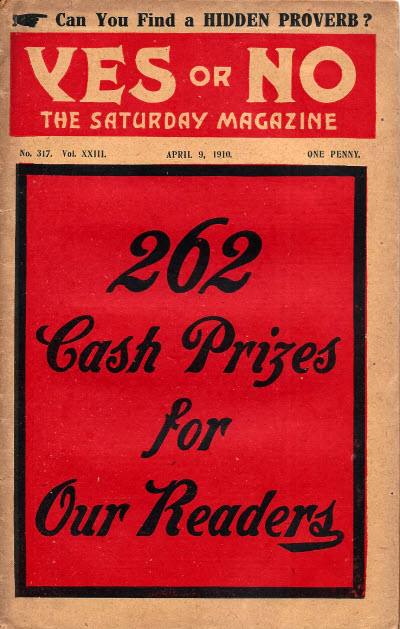 Can You Find a HIDDEN PROVERB?
YES OR NO
THE SATURDAY MAGAZINE
No. 317. Vol. XXIII. APRIL 9, 1910. ONE PENNY.
262
Cash Prizes
for
Our Readers